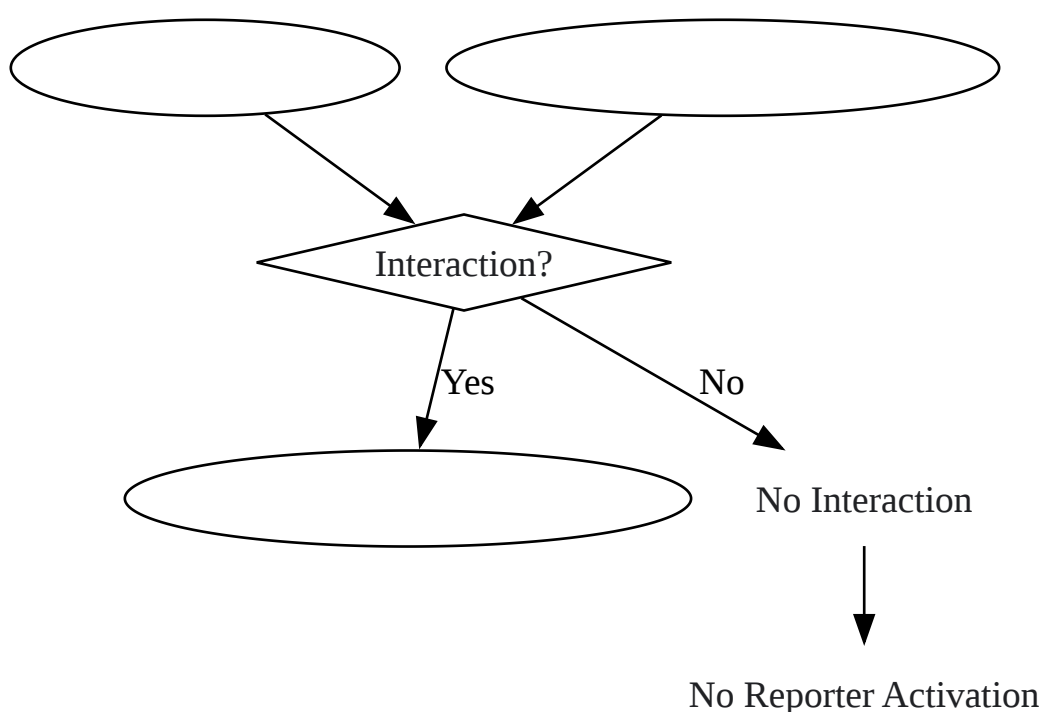 Interaction?
Yes
No
No Interaction
No Reporter Activation